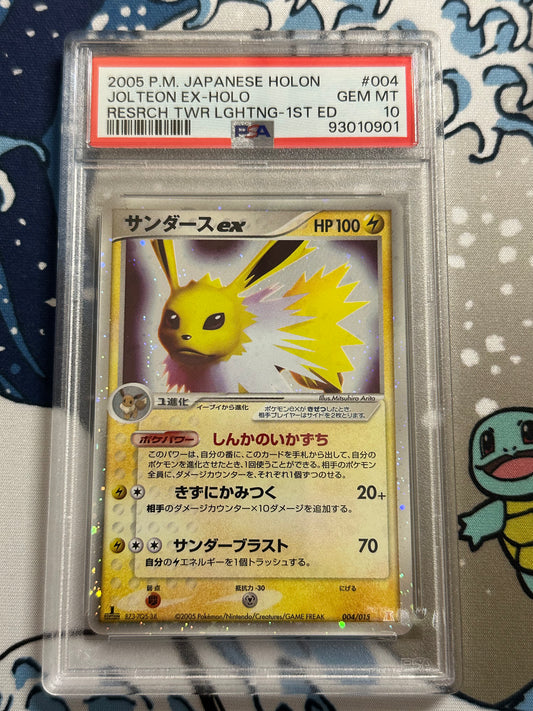 2005 P.M. JAPANESE HOLON #004
JOLTEON EX-HOLO GEM MT
RESRCH TWR LGHTNG-1ST ED 10
PSA 93010901
サンダースex HP100
Illus.Mitsuhiro Arita
1進化
イーブイから進化
ポケモンexがきぜつしたとき、
相手プレイヤーはサイドを2枚とります。
ポケパワー しんかのいかずち
このパワーは、自分の番に、このカードを手札から出して、自分の
ポケモンを進化させたとき、1回使うことができる。相手のポケモン
全員に、ダメージカウンターを、それぞれ1個ずつのせる。
きずにかみつく 20+
相手のダメージカウンター×10ダメージを追加する。
サンダーブラスト 70
自分のエネルギーを1個トラッシュする。
弱点 抵抗力 -30 にげる
©2005 Pokémon/Nintendo/Creatures/GAME FREAK
004/015